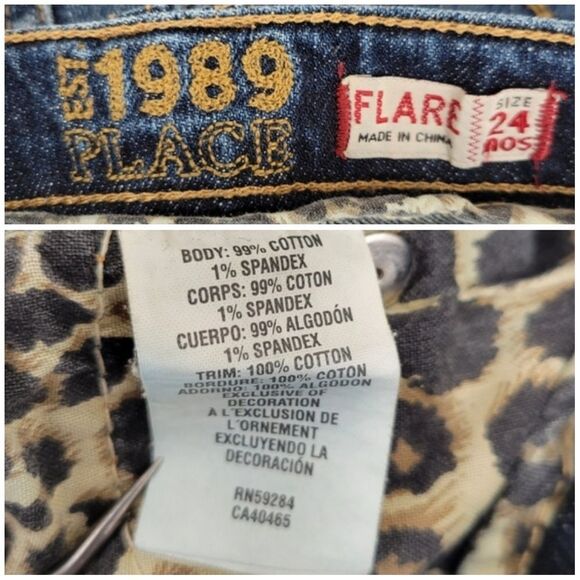 EST. 1989
PLACE
FLARE
MADE IN CHINA
SIZE
24
MOS
BODY: 99% COTTON
1% SPANDEX
CORPS: 99% COTON
1% SPANDEX
CUERPO: 99% ALGODÓN
1% SPANDEX
TRIM: 100% COTTON
BORDURE: 100% COTON
ADORNO: 100% ALGODON
EXCLUSIVE OF
DECORATION
A L'EXCLUSION DE
L'ORNEMENT
EXCLUYENDO LA
DECORACIÓN
RN59284
CA40465